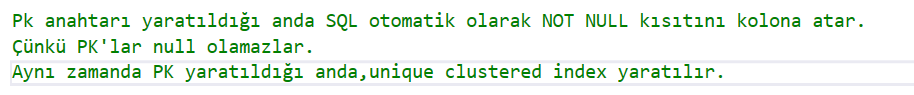 Pk anahtarı yaratıldığı anda SQL otomatik olarak NOT NULL kısıtını kolona atar.
Çünkü PK'lar null olamazlar.
Aynı zamanda PK yaratıldığı anda,unique clustered index yaratılır.